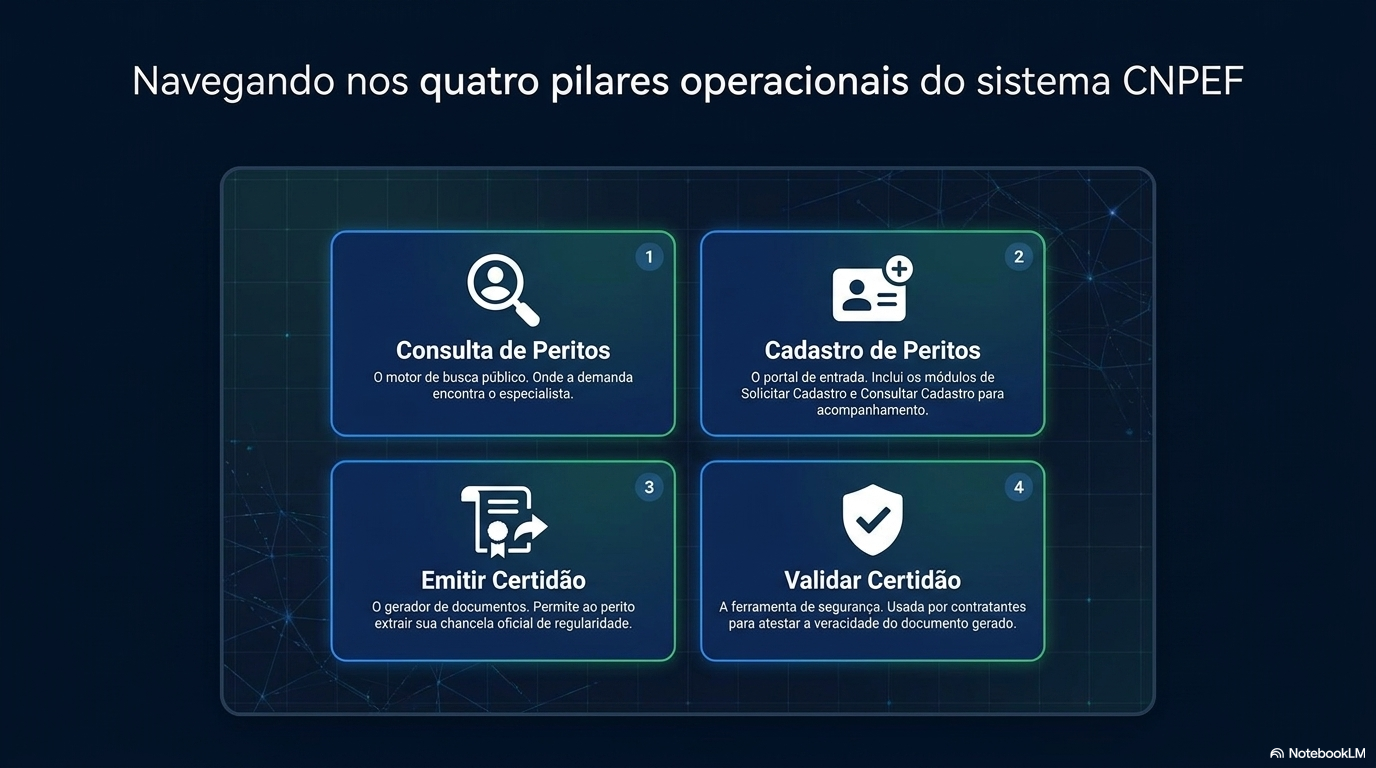 Navegando nos quatro pilares operacionais do sistema CNPEF
1
Consulta de Peritos
O motor de busca público. Onde a demanda
encontra o especialista.
2
Cadastro de Peritos
O portal de entrada. Inclui os módulos de
Solicitar Cadastro e Consultar Cadastro para
acompanhamento.
3
Emitir Certidão
O gerador de documentos. Permite ao perito
extrair sua chancela oficial de regularidade.
4
Validar Certidão
A ferramenta de segurança. Usada por contratantes
para atestar a veracidade do documento gerado.
NotebookLM